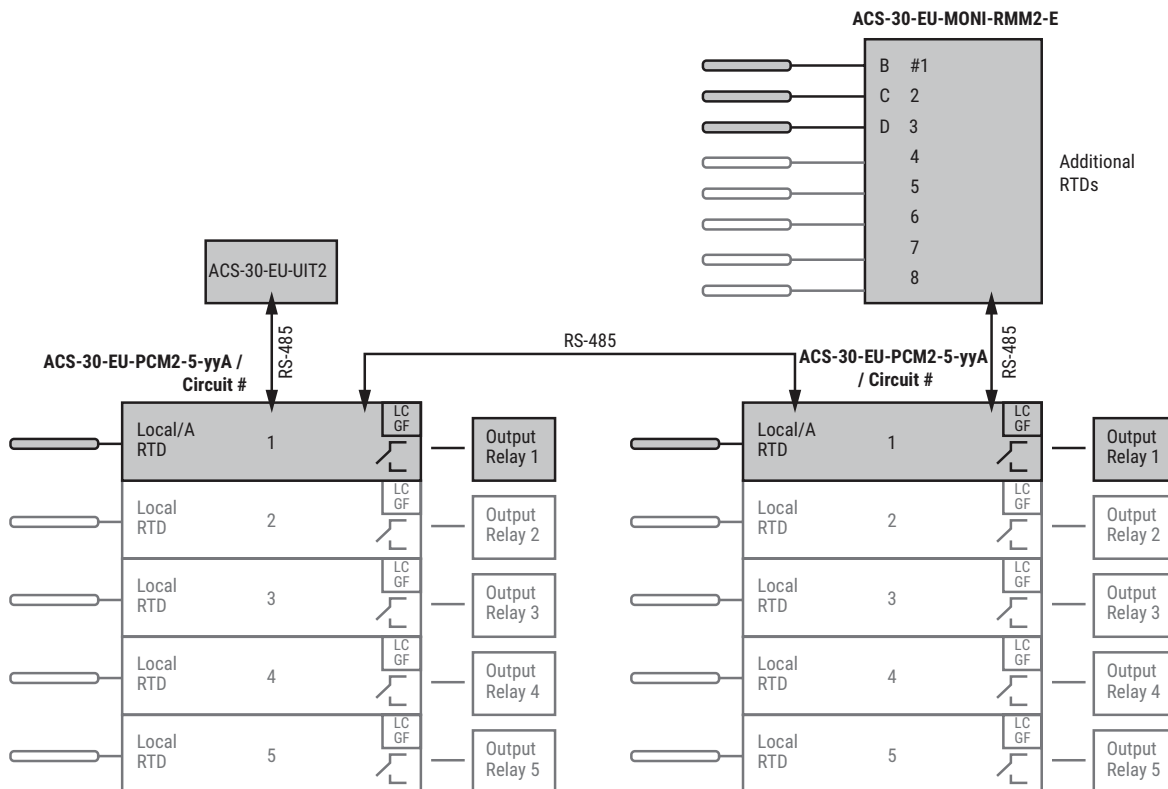 ACS-30-EU-MONI-RMM2-E
B #1
C 2
D 3
4
5
6
7
8
Additional
RTDs
ACS-30-EU-UIT2
RS-485
RS-485
RS-485
ACS-30-EU-PCM2-5-yyA /
Circuit #
Local/A
RTD
1
LC
GF
Output
Relay 1
Local
RTD
2
LC
GF
Output
Relay 2
Local
RTD
3
LC
GF
Output
Relay 3
Local
RTD
4
LC
GF
Output
Relay 4
Local
RTD
5
LC
GF
Output
Relay 5
ACS-30-EU-PCM2-5-yyA
/ Circuit #
Local/A
RTD
1
LC
GF
Output
Relay 1
Local
RTD
2
LC
GF
Output
Relay 2
Local
RTD
3
LC
GF
Output
Relay 3
Local
RTD
4
LC
GF
Output
Relay 4
Local
RTD
5
LC
GF
Output
Relay 5